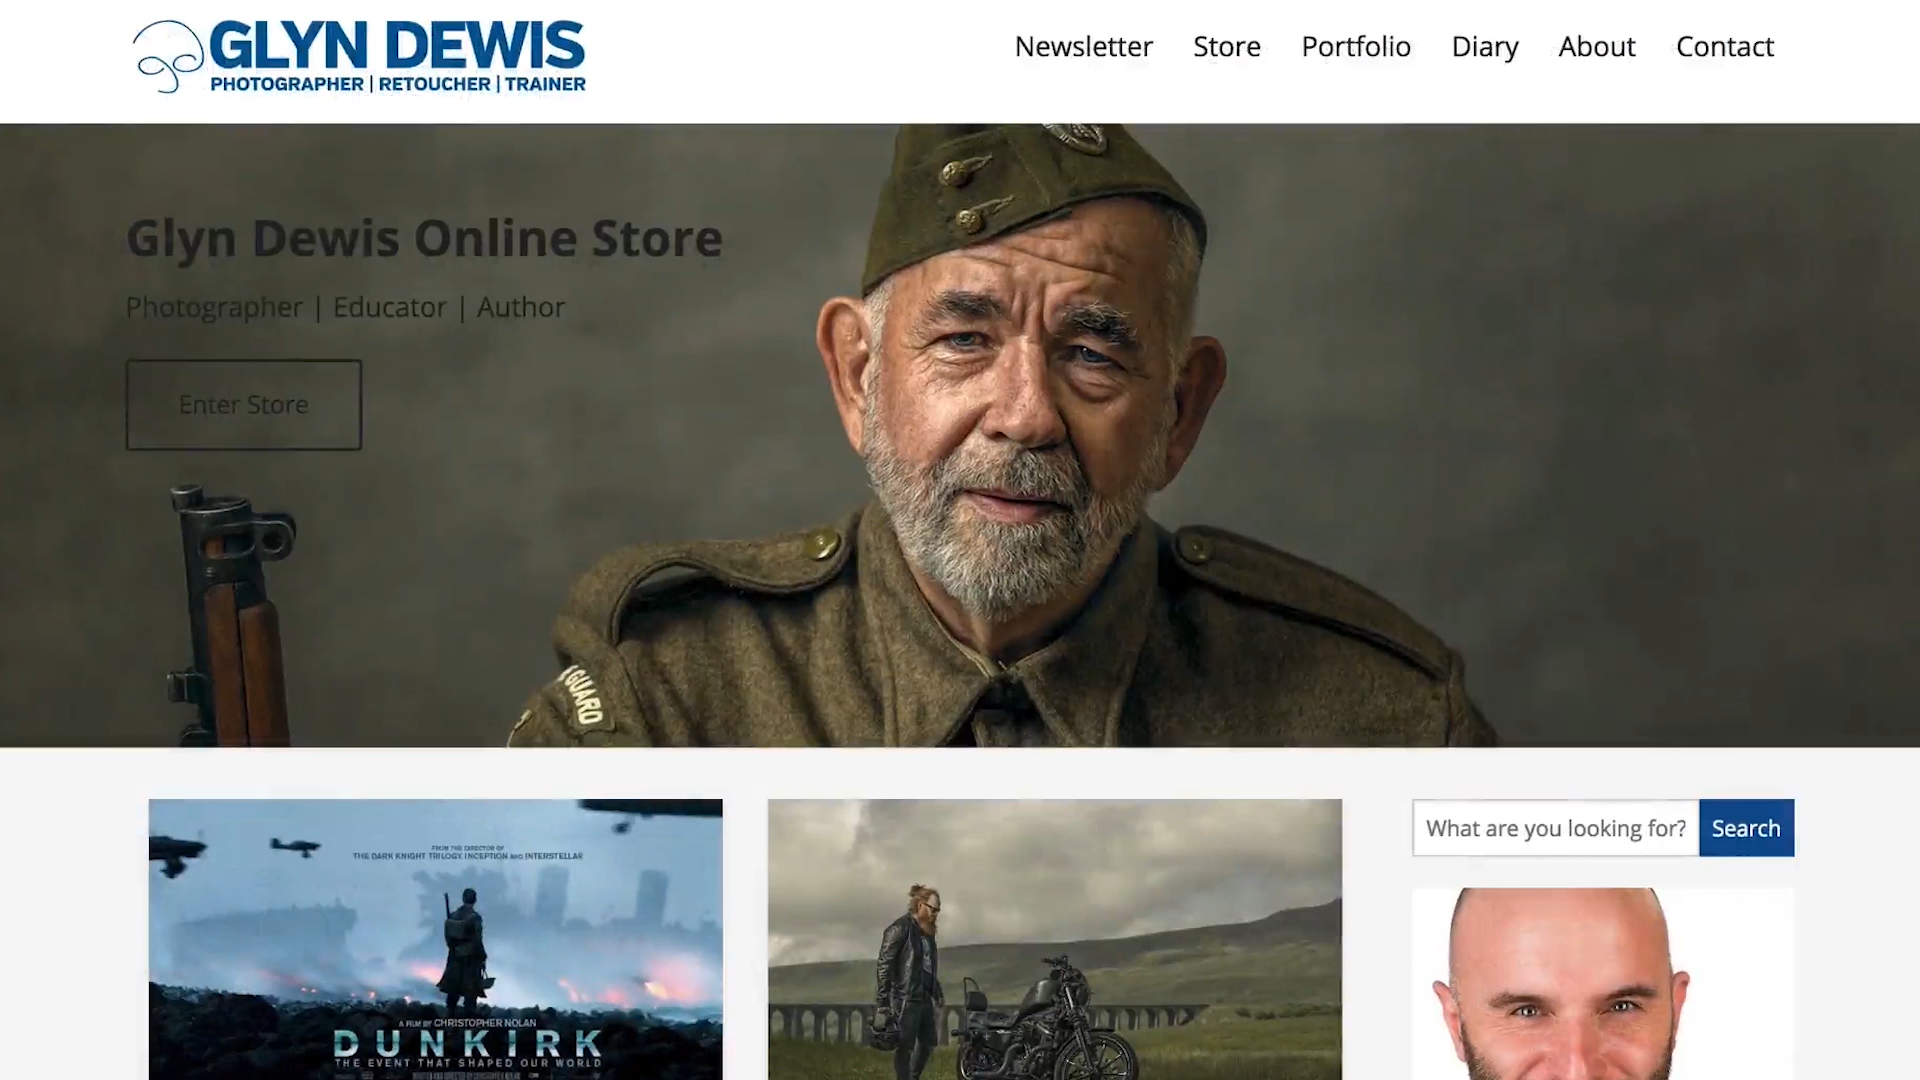 GLYN DEWIS
PHOTOGRAPHER | RETOUCHER | TRAINER
Newsletter Store Portfolio Diary About Contact
Glyn Dewis Online Store
Photographer | Educator | Author
Enter Store
GUARD
What are you looking for? Search
FROM THE DIRECTOR OF
THE DARK KNIGHT TRILOGY, INCEPTION AND INTERSTELLAR
A FILM BY CHRISTOPHER NOLAN
DUNKIRK
THE EVENT THAT SHAPED OUR WORLD